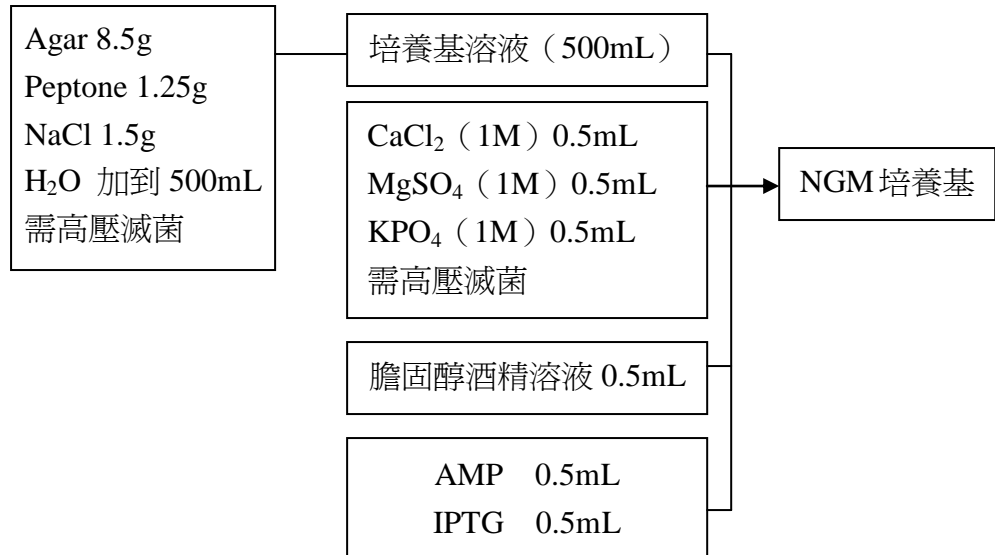 Agar 8.5g
Peptone 1.25g
NaCl 1.5g
H₂O 加到 500mL
需高壓滅菌
培養基溶液（500mL）
CaCl₂（1M）0.5mL
MgSO₄（1M）0.5mL
KPO₄（1M）0.5mL
需高壓滅菌
膽固醇酒精溶液 0.5mL
AMP 0.5mL
IPTG 0.5mL
NGM 培養基